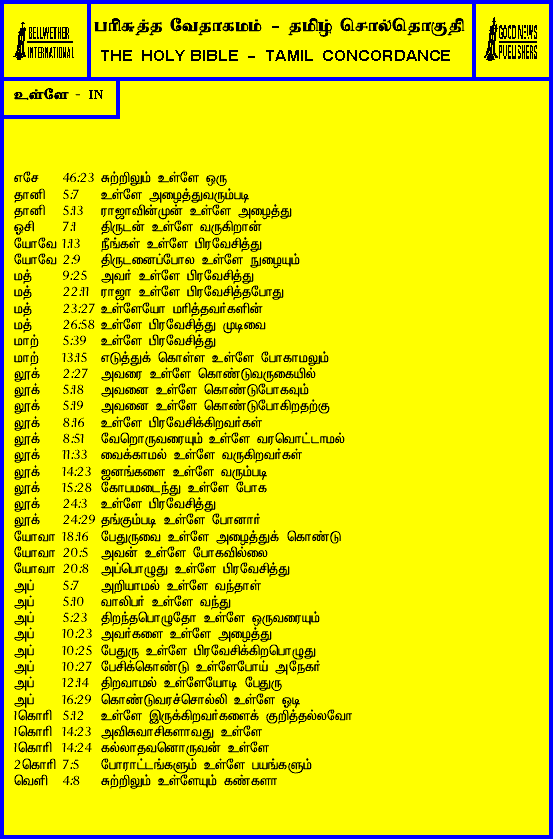 BELLWETHER
INTERNATIONAL
பரிசுத்த வேதாகமம் - தமிழ் சொல்தொகுதி
THE HOLY BIBLE - TAMIL CONCORDANCE
GOOD NEWS
PUBLISHERS
உள்ளே - IN
எசே 46:23 சுற்றிலும் உள்ளே ஒரு
தானி 5:7 உள்ளே அழைத்துவரும்படி
தானி 5:13 ராஜாவின்முன் உள்ளே அழைத்து
ஓசி 7:1 திருடன் உள்ளே வருகிறான்
யோவே 1:13 நீங்கள் உள்ளே பிரவேசித்து
யோவே 2:9 திருடனைப்போல உள்ளே நுழையும்
மத் 9:25 அவர் உள்ளே பிரவேசித்து
மத் 22:11 ராஜா உள்ளே பிரவேசித்தபோது
மத் 23:27 உள்ளேயோ மரித்தவர்களின்
மத் 26:58 உள்ளே பிரவேசித்து முடிவை
மாற் 5:39 உள்ளே பிரவேசித்து
மாற் 13:15 எடுத்துக் கொள்ள உள்ளே போகாமலும்
லூக் 2:27 அவரை உள்ளே கொண்டுவருகையில்
லூக் 5:18 அவனை உள்ளே கொண்டுபோகவும்
லூக் 5:19 அவனை உள்ளே கொண்டுபோகிறதற்கு
லூக் 8:16 உள்ளே பிரவேசிக்கிறவர்கள்
லூக் 8:51 வேறொருவரையும் உள்ளே வரவொட்டாமல்
லூக் 11:33 வைக்காமல் உள்ளே வருகிறவர்கள்
லூக் 14:23 ஜனங்களை உள்ளே வரும்படி
லூக் 15:28 கோபமடைந்து உள்ளே போக
லூக் 24:3 உள்ளே பிரவேசித்து
லூக் 24:29 தங்கும்படி உள்ளே போனார்
யோவா 18:16 பேதுருவை உள்ளே அழைத்துக் கொண்டு
யோவா 20:5 அவன் உள்ளே போகவில்லை
யோவா 20:8 அப்பொழுது உள்ளே பிரவேசித்து
அப் 5:7 அறியாமல் உள்ளே வந்தாள்
அப் 5:10 வாலிபர் உள்ளே வந்து
அப் 5:23 திறந்தபொழுதோ உள்ளே ஒருவரையும்
அப் 10:23 அவர்களை உள்ளே அழைத்து
அப் 10:25 பேதுரு உள்ளே பிரவேசிக்கிறபொழுது
அப் 10:27 பேசிக்கொண்டு உள்ளேபோய் அநேகர்
அப் 12:14 திறவாமல் உள்ளேயோடி பேதுரு
அப் 16:29 கொண்டுவரச்சொல்லி உள்ளே ஓடி
1கொரி 5:12 உள்ளே இருக்கிறவர்களைக் குறித்தல்லவோ
1கொரி 14:23 அவிசுவாசிகளாவது உள்ளே
1கொரி 14:24 கல்லாதவனொருவன் உள்ளே
2கொரி 7:5 போராட்டங்களும் உள்ளே பயங்களும்
வெளி 4:8 சுற்றிலும் உள்ளேயும் கண்களா